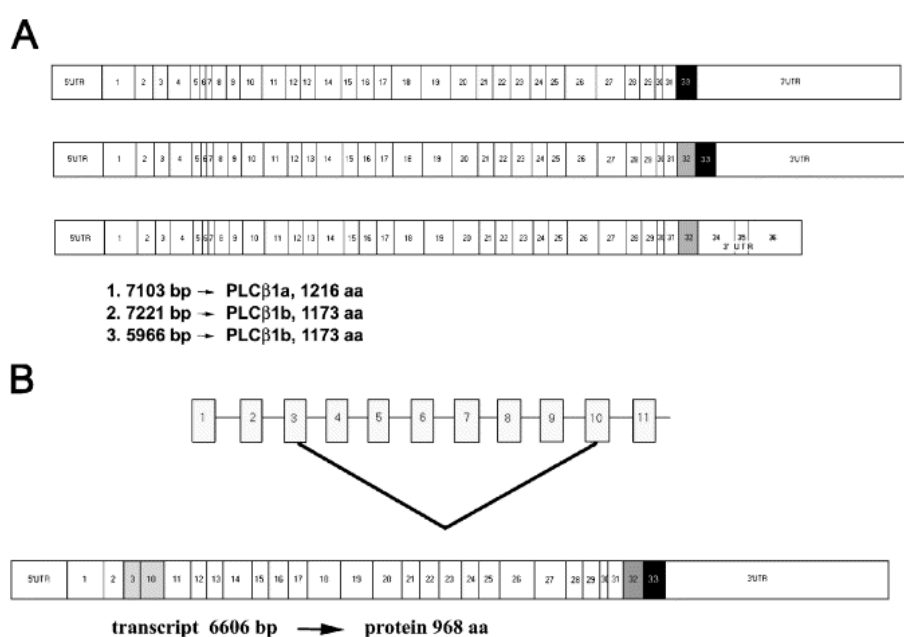 A
5'UTR 1 2 3 4 5 6 7 8 9 10 11 12 12 14 15 16 17 18 19 20 21 22 23 24 25 26 27 28 29 30 31 33 3'UTR
5'UTR 1 2 3 4 5 6 7 8 9 10 11 12 13 14 15 16 17 18 19 20 21 22 23 24 25 26 27 28 29 30 31 32 33 3'UTR
5'UTR 1 2 3 4 5 6 7 8 9 10 11 12 13 14 15 16 17 18 19 20 21 22 23 24 25 26 27 28 29 30 31 32 34 35 36
3' UTR
1. 7103 bp → PLCβ1a, 1216 aa
2. 7221 bp → PLCβ1b, 1173 aa
3. 5966 bp → PLCβ1b, 1173 aa
B
1 2 3 4 5 6 7 8 9 10 11
5'UTR 1 2 3 10 11 12 13 14 15 16 17 18 19 20 21 22 23 24 25 26 27 28 29 30 31 32 33 3'UTR
transcript 6606 bp → protein 968 aa